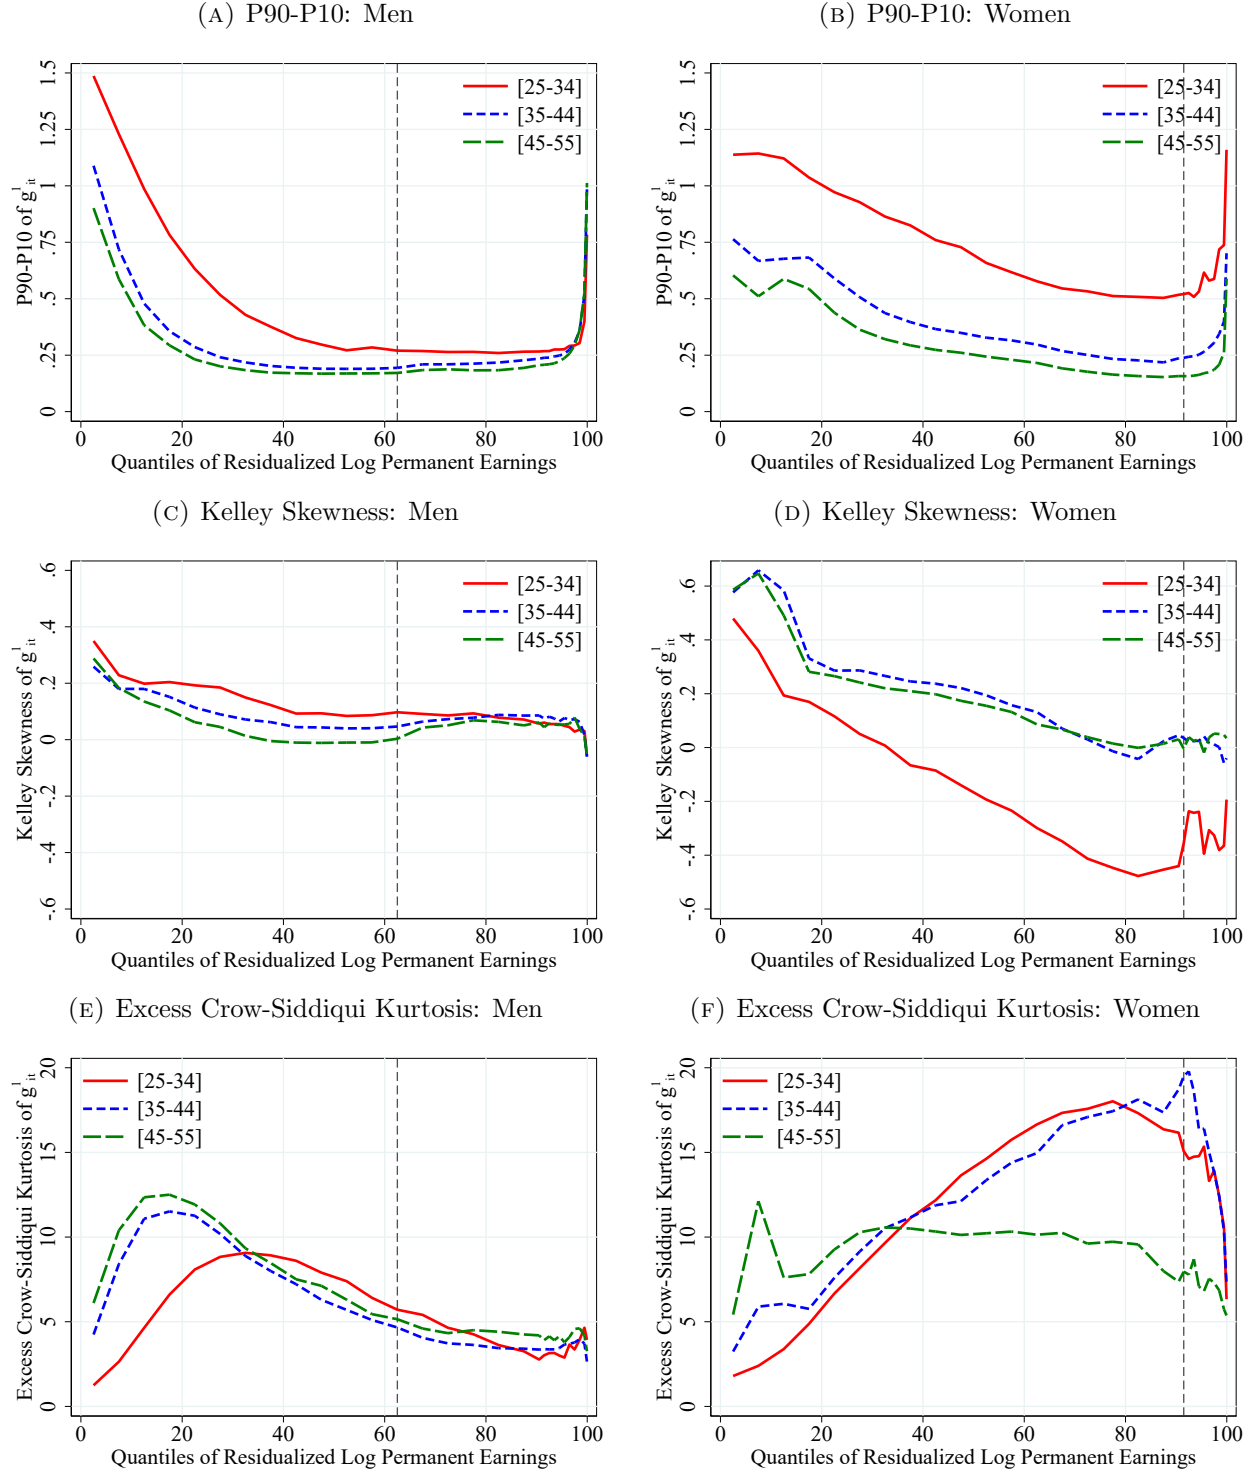 (A) P90-P10: Men
P90-P10 of g¹ᵢₜ
0 .25 .5 .75 1 1.25 1.5
[25-34]
[35-44]
[45-55]
0 20 40 60 80 100
Quantiles of Residualized Log Permanent Earnings
(B) P90-P10: Women
P90-P10 of g¹ᵢₜ
0 .25 .5 .75 1 1.25 1.5
[25-34]
[35-44]
[45-55]
0 20 40 60 80 100
Quantiles of Residualized Log Permanent Earnings
(C) Kelley Skewness: Men
Kelley Skewness of g¹ᵢₜ
-.6 -.4 -.2 0 .2 .4 .6
[25-34]
[35-44]
[45-55]
0 20 40 60 80 100
Quantiles of Residualized Log Permanent Earnings
(D) Kelley Skewness: Women
Kelley Skewness of g¹ᵢₜ
-.6 -.4 -.2 0 .2 .4 .6
[25-34]
[35-44]
[45-55]
0 20 40 60 80 100
Quantiles of Residualized Log Permanent Earnings
(E) Excess Crow-Siddiqui Kurtosis: Men
Excess Crow-Siddiqui Kurtosis of g¹ᵢₜ
0 5 10 15 20
[25-34]
[35-44]
[45-55]
0 20 40 60 80 100
Quantiles of Residualized Log Permanent Earnings
(F) Excess Crow-Siddiqui Kurtosis: Women
Excess Crow-Siddiqui Kurtosis of g¹ᵢₜ
0 5 10 15 20
[25-34]
[35-44]
[45-55]
0 20 40 60 80 100
Quantiles of Residualized Log Permanent Earnings